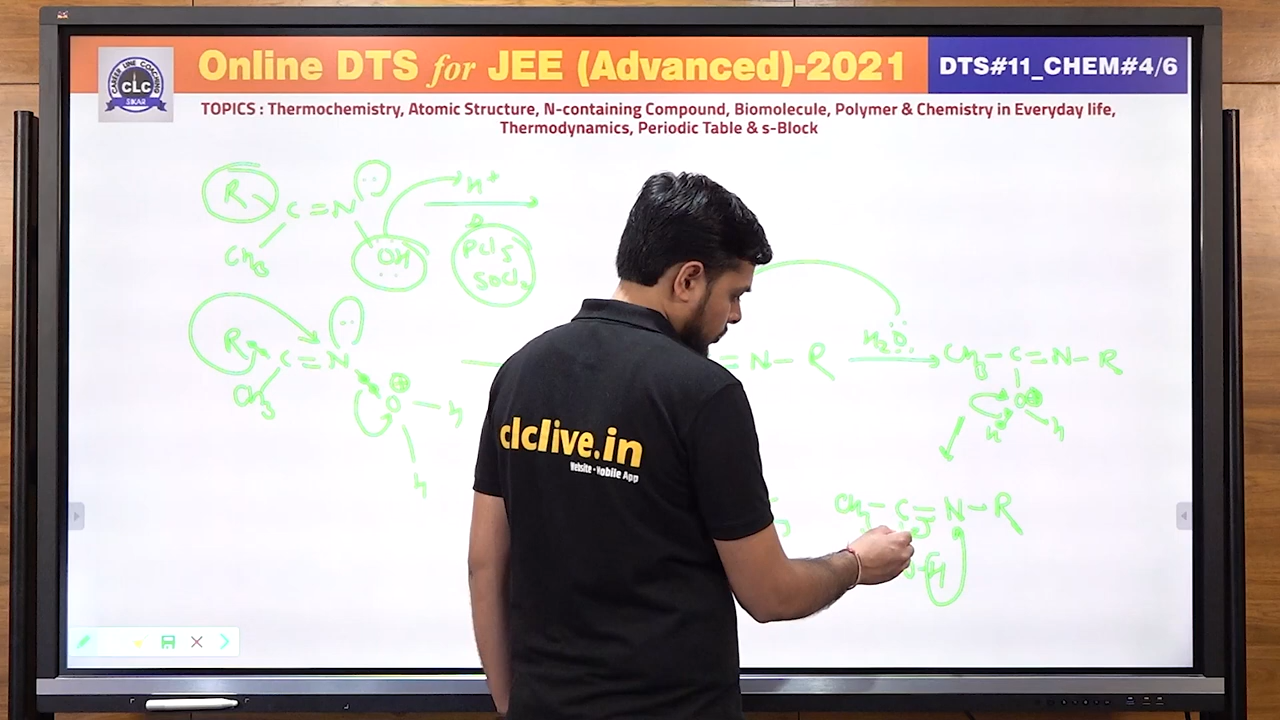 Online DTS for JEE (Advanced)-2021
DTS#11_CHEM#4/6
CAREER LINE COACHING
CLC
SIKAR
TOPICS : Thermochemistry, Atomic Structure, N-containing Compound, Biomolecule, Polymer & Chemistry in Everyday life,
Thermodynamics, Periodic Table & s-Block
R
C = N
OH
CH3
H+
PCl5
SOCl2
R
C = N
CH3
O⊕ — H
H
= N — R
H2O
CH3 — C = N — R
O⊕
H H
CH3 — C = N — R
H
clclive.in
Website • Mobile App